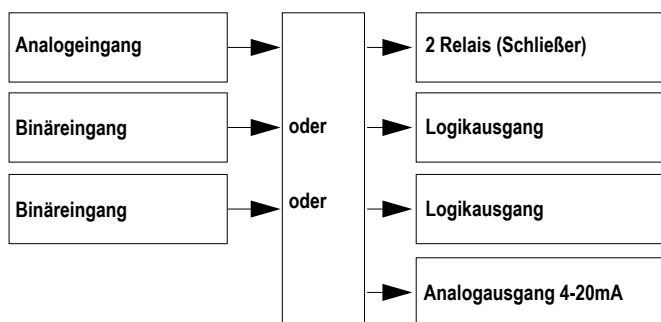 Analogeingang
2 Relais (Schließer)
Binäreingang
oder
Logikausgang
Binäreingang
oder
Logikausgang
Analogausgang 4-20mA